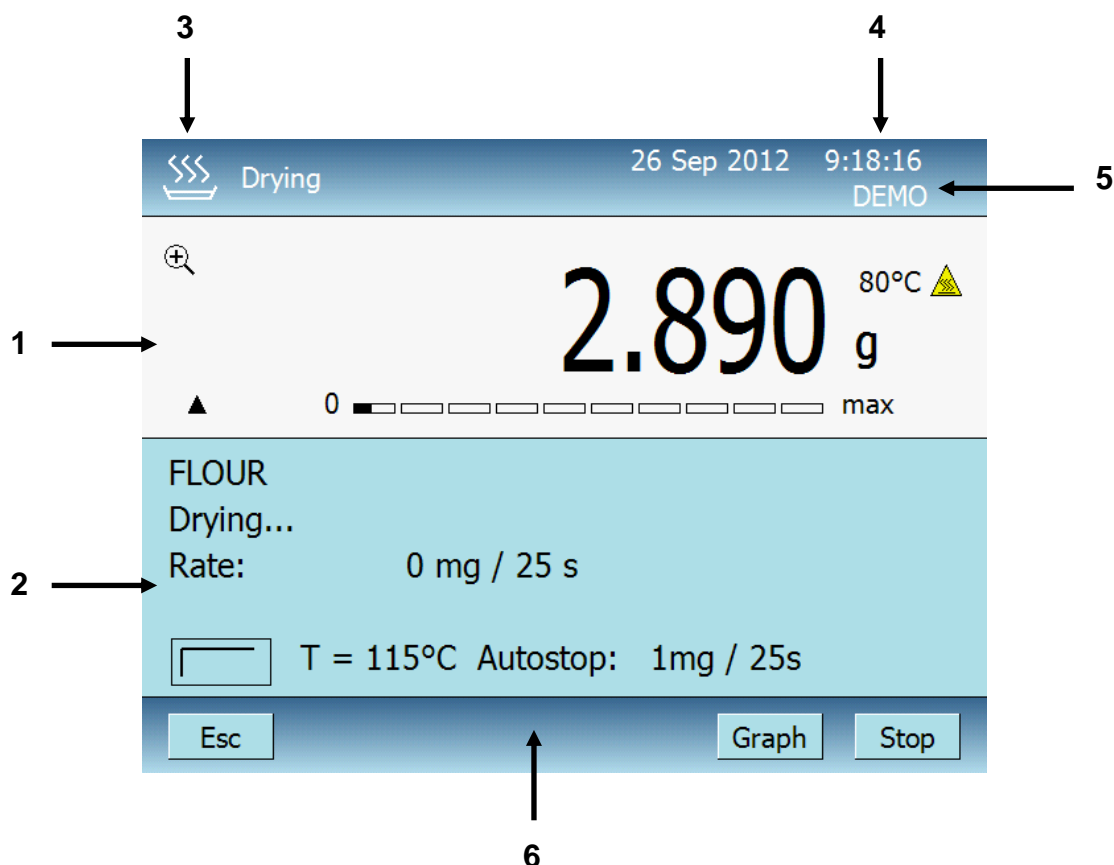 3 4
Drying 26 Sep 2012 9:18:16
DEMO 5
80°C
1 2.890 g
0 max
FLOUR
Drying...
Rate: 0 mg / 25 s
2
T = 115°C Autostop: 1mg / 25s
Esc Graph Stop
6